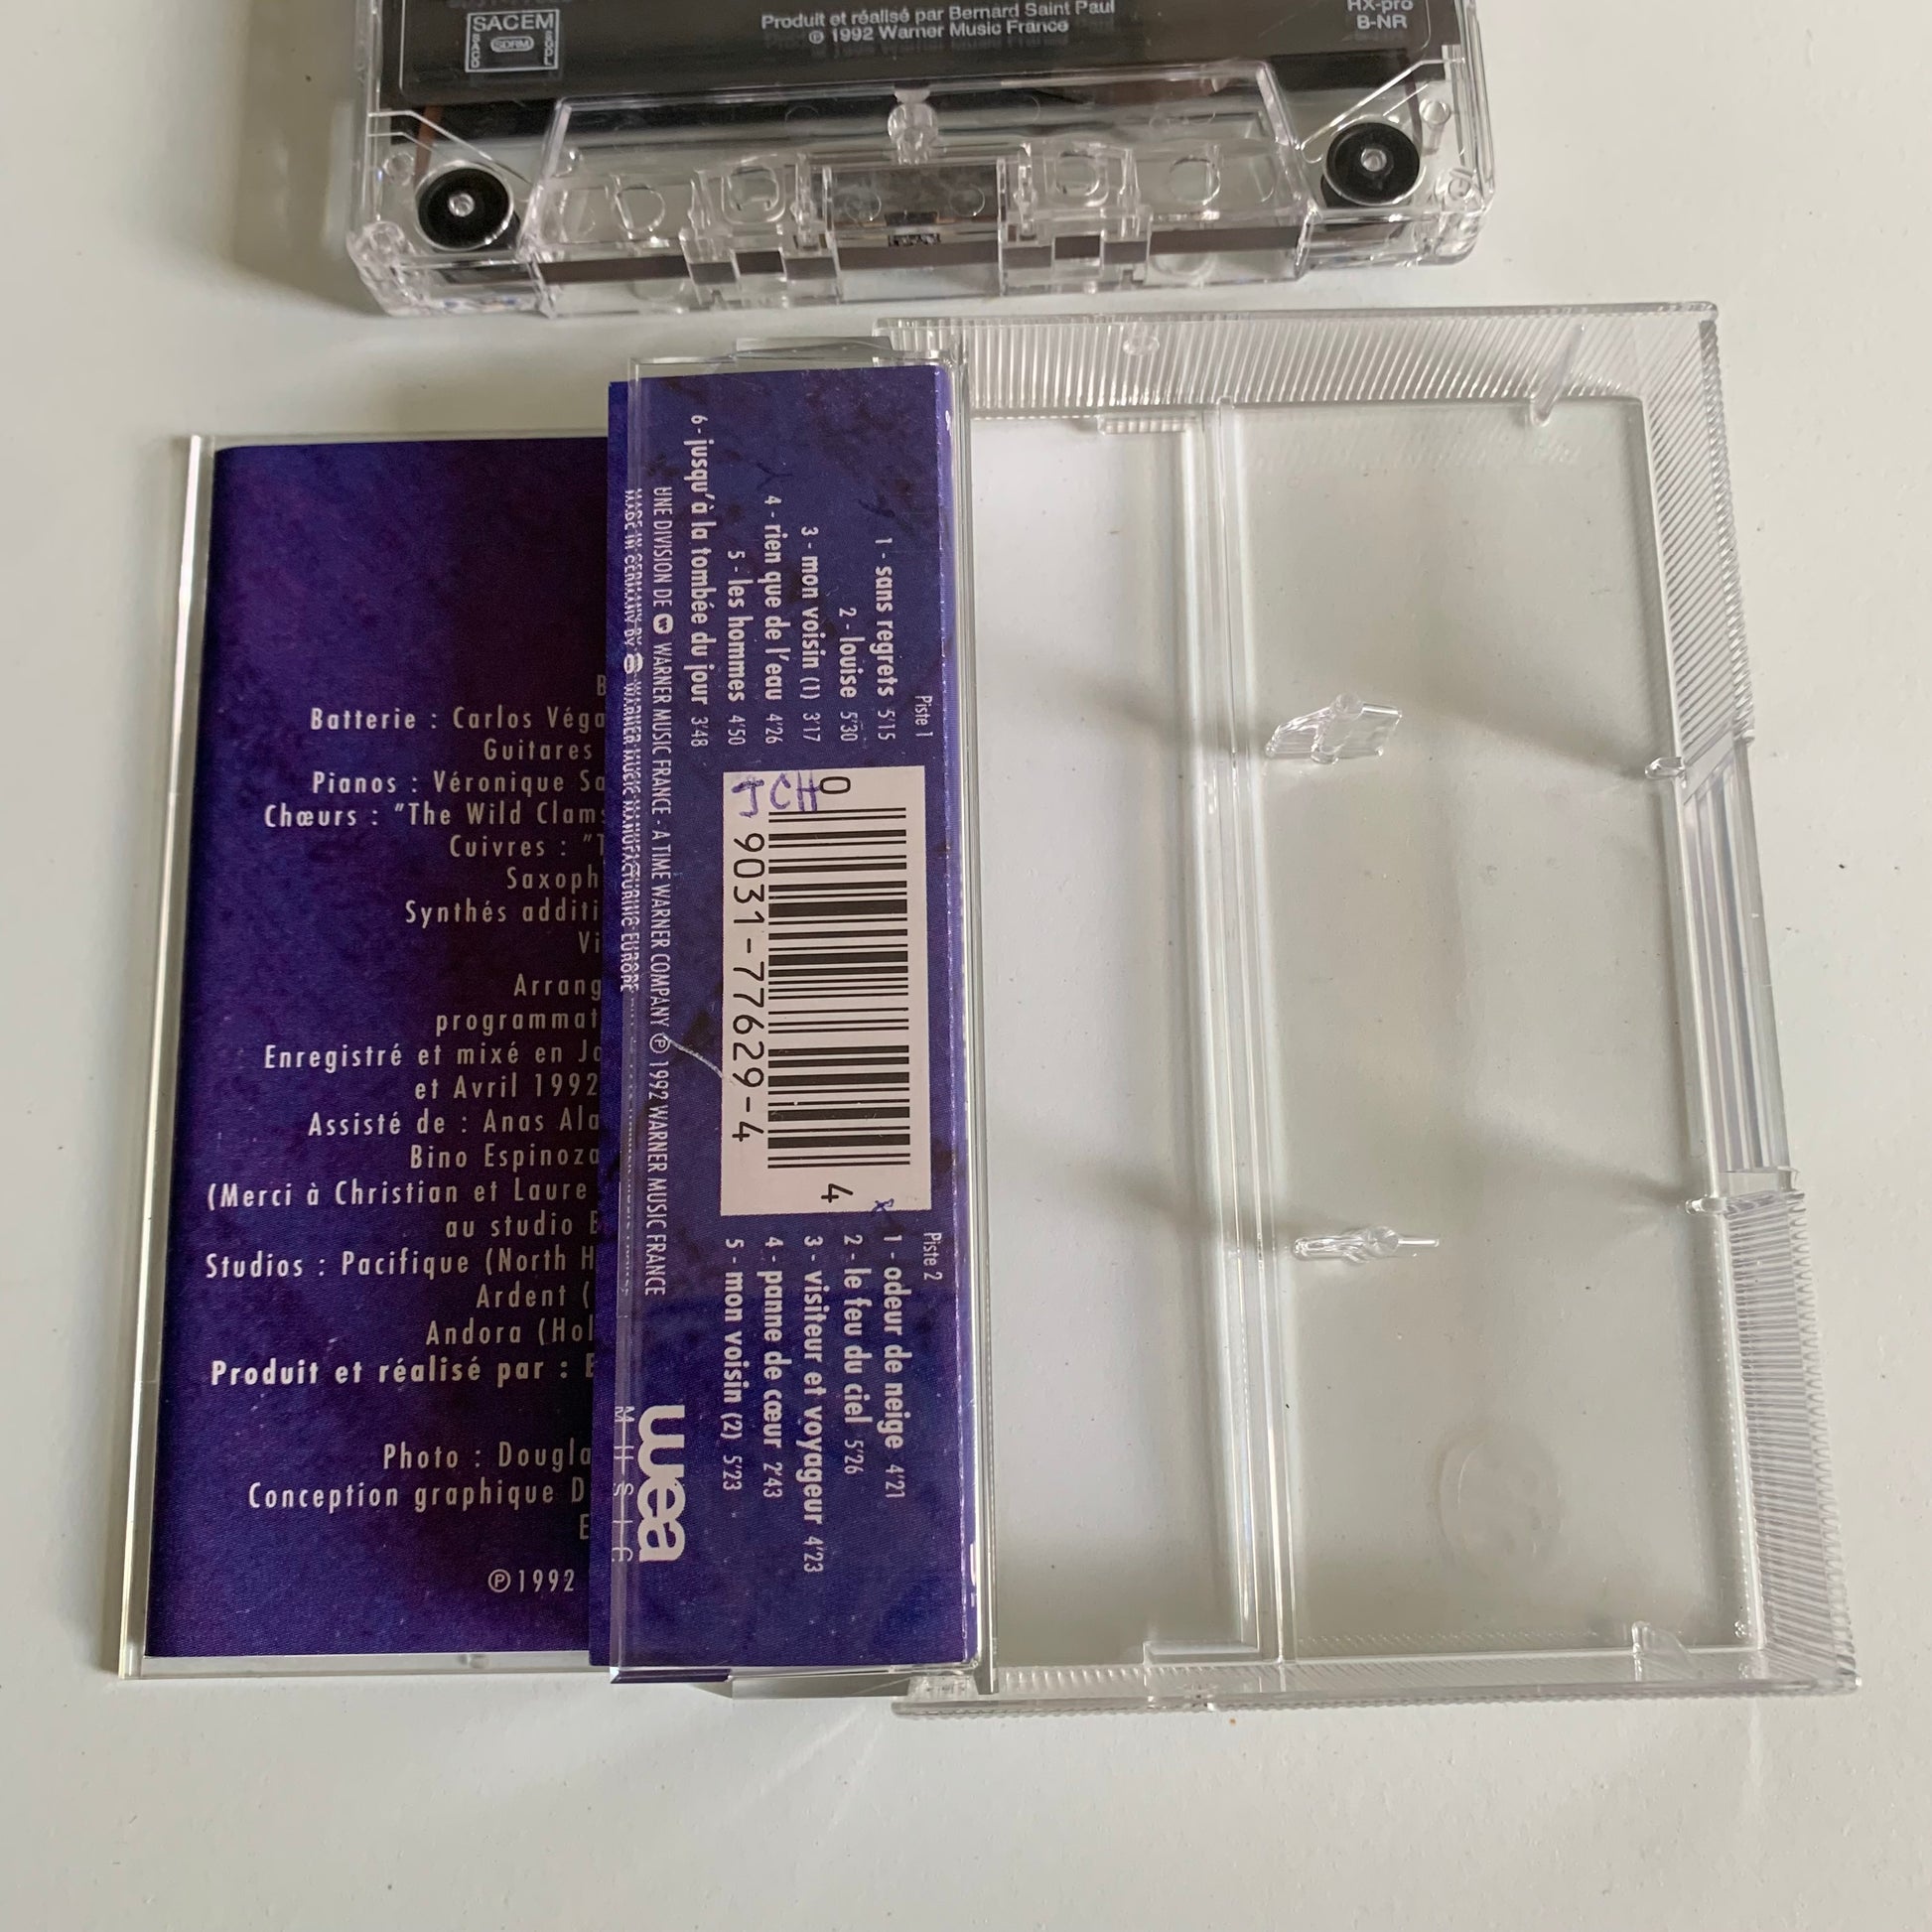 SACEM
SACD
SDRM
SGDL
Produit et réalisé par Bernard Saint Paul
℗ 1992 Warner Music France
HX-pro
B-NR
Batterie : Carlos Véga
Guitares
Pianos : Véronique Sa
Chœurs : "The Wild Clams
Cuivres : "T
Saxoph
Synthés additi
Vi
Arrang
programmat
Enregistré et mixé en Ja
et Avril 1992
Assisté de : Anas Ala
Bino Espinoza
(Merci à Christian et Laure
au studio
Studios : Pacifique (North H
Ardent (
Andora (Hol
Produit et réalisé par :
Photo : Dougla
Conception graphique D
℗1992
Piste 1
1 - sans regrets 5'15
2 - louise 5'30
3 - mon voisin (1) 3'17
4 - rien que de l'eau 4'26
5 - les hommes 4'50
6 - jusqu'à la tombée du jour 3'48
JCH
0 9031-77629-4 4
Piste 2
1 - odeur de neige 4'21
2 - le feu du ciel 5'26
3 - visiteur et voyageur 4'23
4 - panne de cœur 2'43
5 - mon voisin (2) 5'23
UNE DIVISION DE WARNER MUSIC FRANCE - A TIME WARNER COMPANY ℗ 1992 WARNER MUSIC FRANCE
MADE IN GERMANY BY WARNER MUSIC MANUFACTURING EUROPE
wea
MUSIC